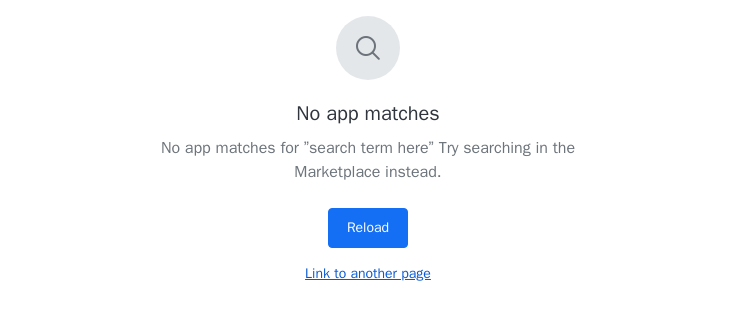 No app matches
No app matches for ”search term here” Try searching in the
Marketplace instead.
Reload
Link to another page